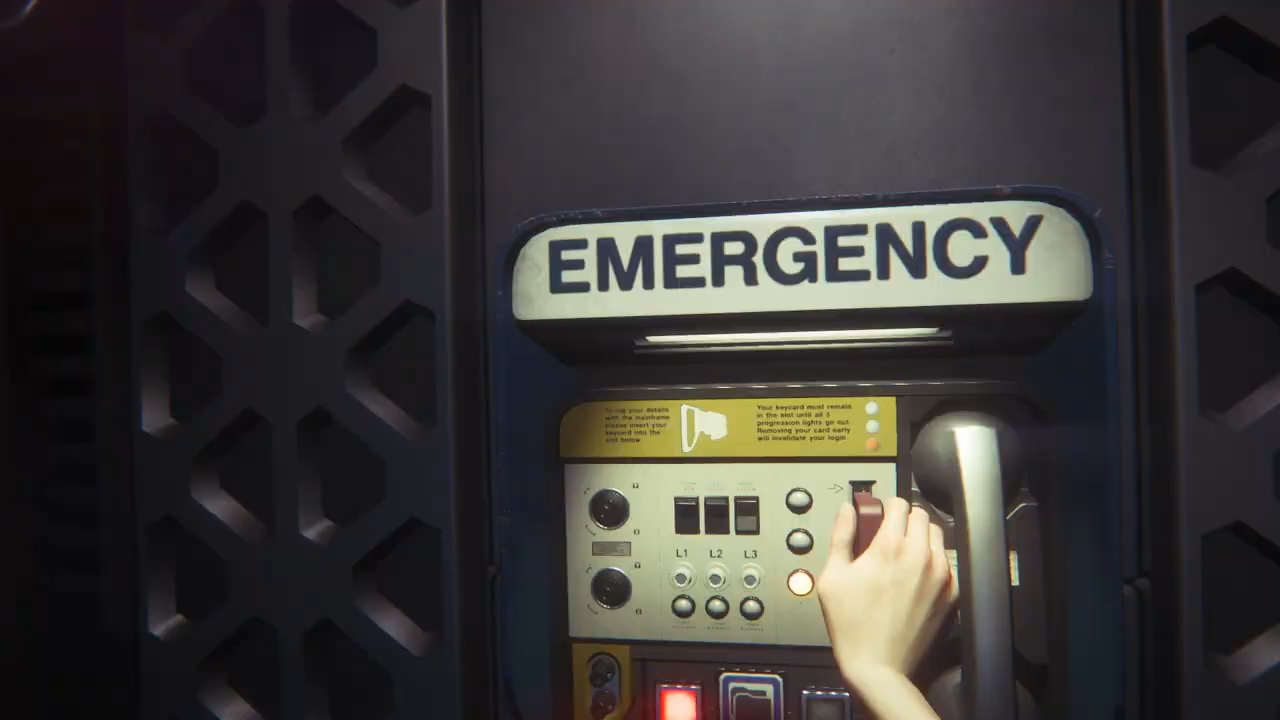 EMERGENCY
To log your details
with the mainframe
please insert your
keycard into the
slot below
Your keycard must remain
in the slot until all 3
progression lights go out.
Removing your card early
will invalidate your login
L1 L2 L3